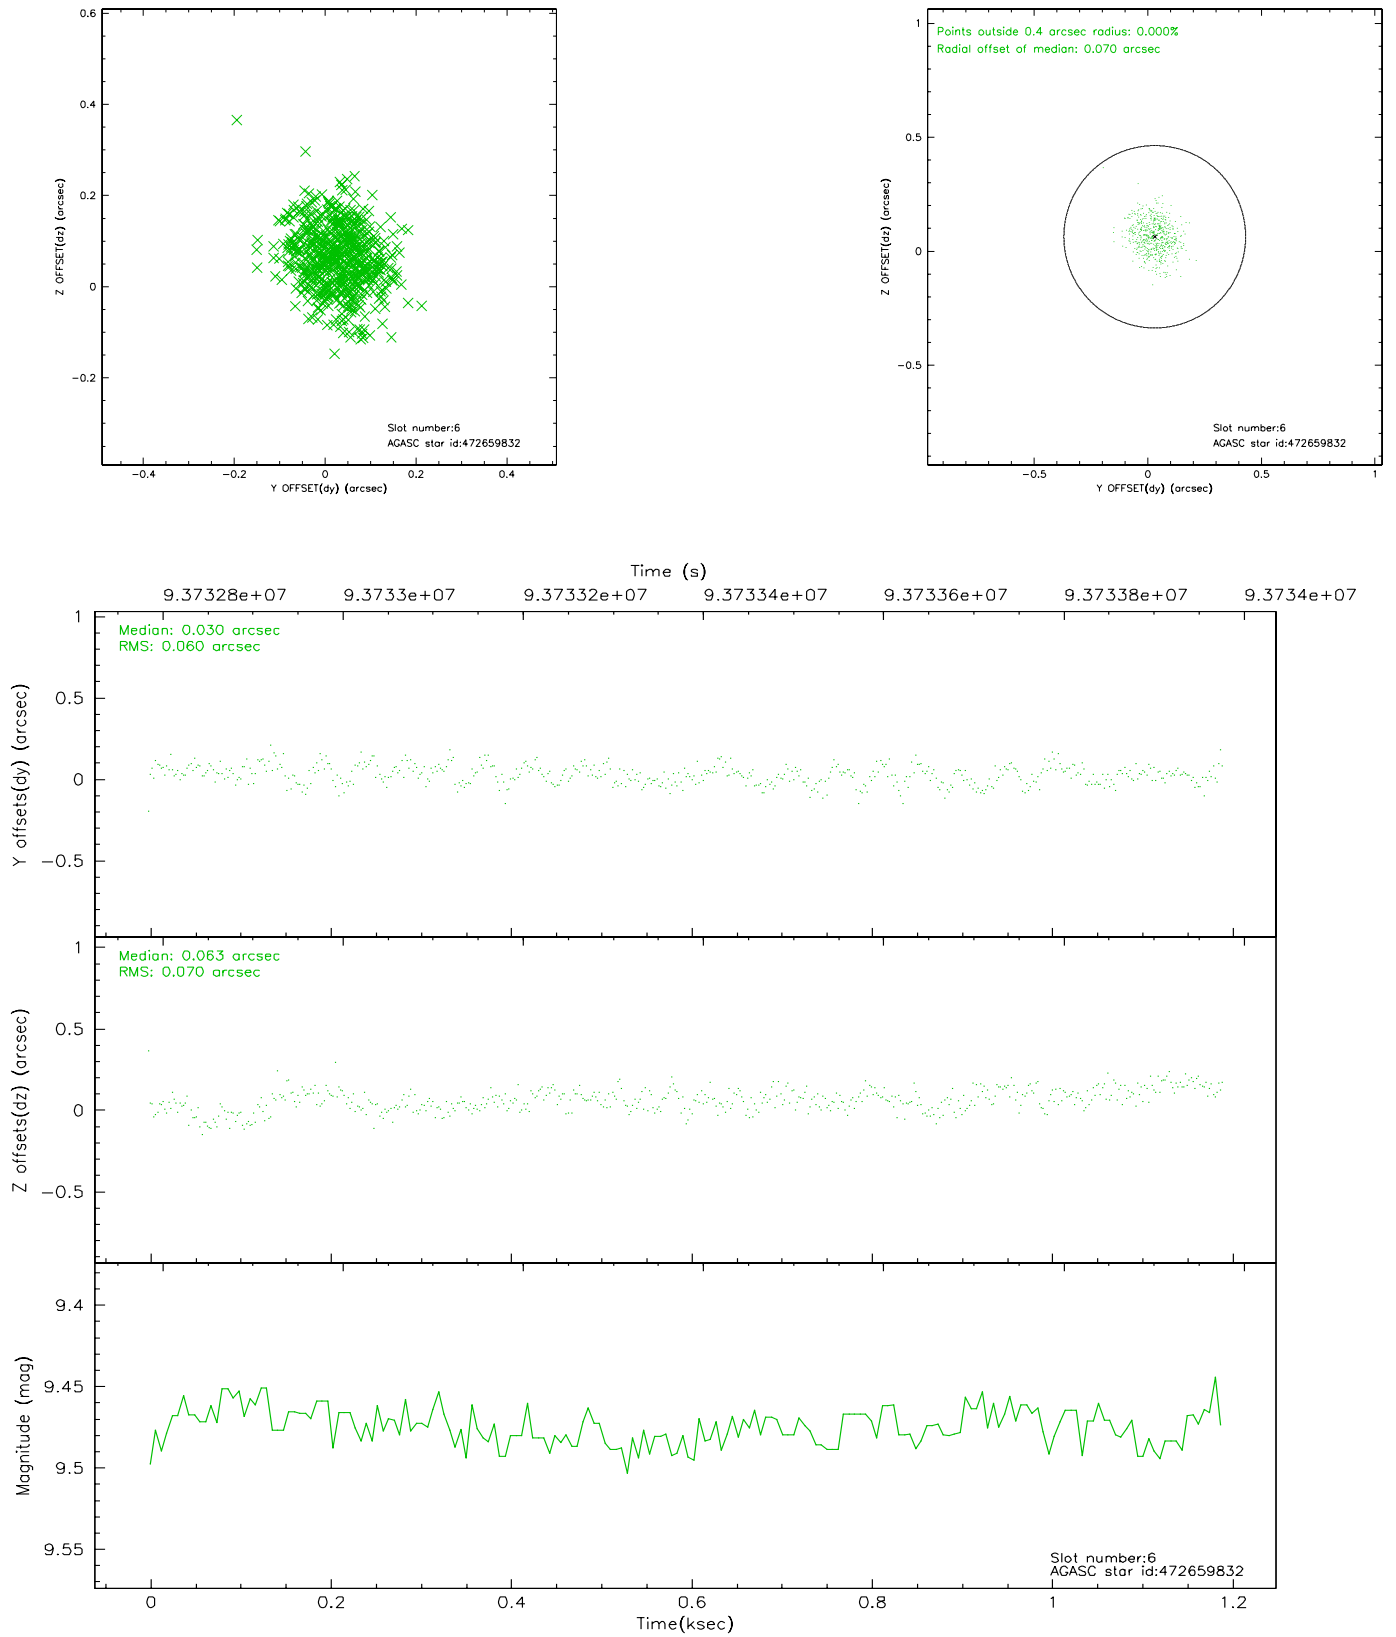 0.6
0.4
0.2
0
−0.2
Z OFFSET(dz) (arcsec)
Slot number:6
AGASC star id:472659832
−0.4 −0.2 0 0.2 0.4
Y OFFSET(dy) (arcsec)
Points outside 0.4 arcsec radius: 0.000%
Radial offset of median: 0.070 arcsec
1
0.5
0
−0.5
Z OFFSET(dz) (arcsec)
Slot number:6
AGASC star id:472659832
−0.5 0 0.5 1
Y OFFSET(dy) (arcsec)
Time (s)
9.37328e+07 9.3733e+07 9.37332e+07 9.37334e+07 9.37336e+07 9.37338e+07 9.3734e+07
Median: 0.030 arcsec
RMS: 0.060 arcsec
1
0.5
0
−0.5
Y offsets(dy) (arcsec)
Median: 0.063 arcsec
RMS: 0.070 arcsec
1
0.5
0
−0.5
Z offsets(dz) (arcsec)
9.4
9.45
9.5
9.55
Magnitude (mag)
Slot number:6
AGASC star id:472659832
0 0.2 0.4 0.6 0.8 1 1.2
Time(ksec)